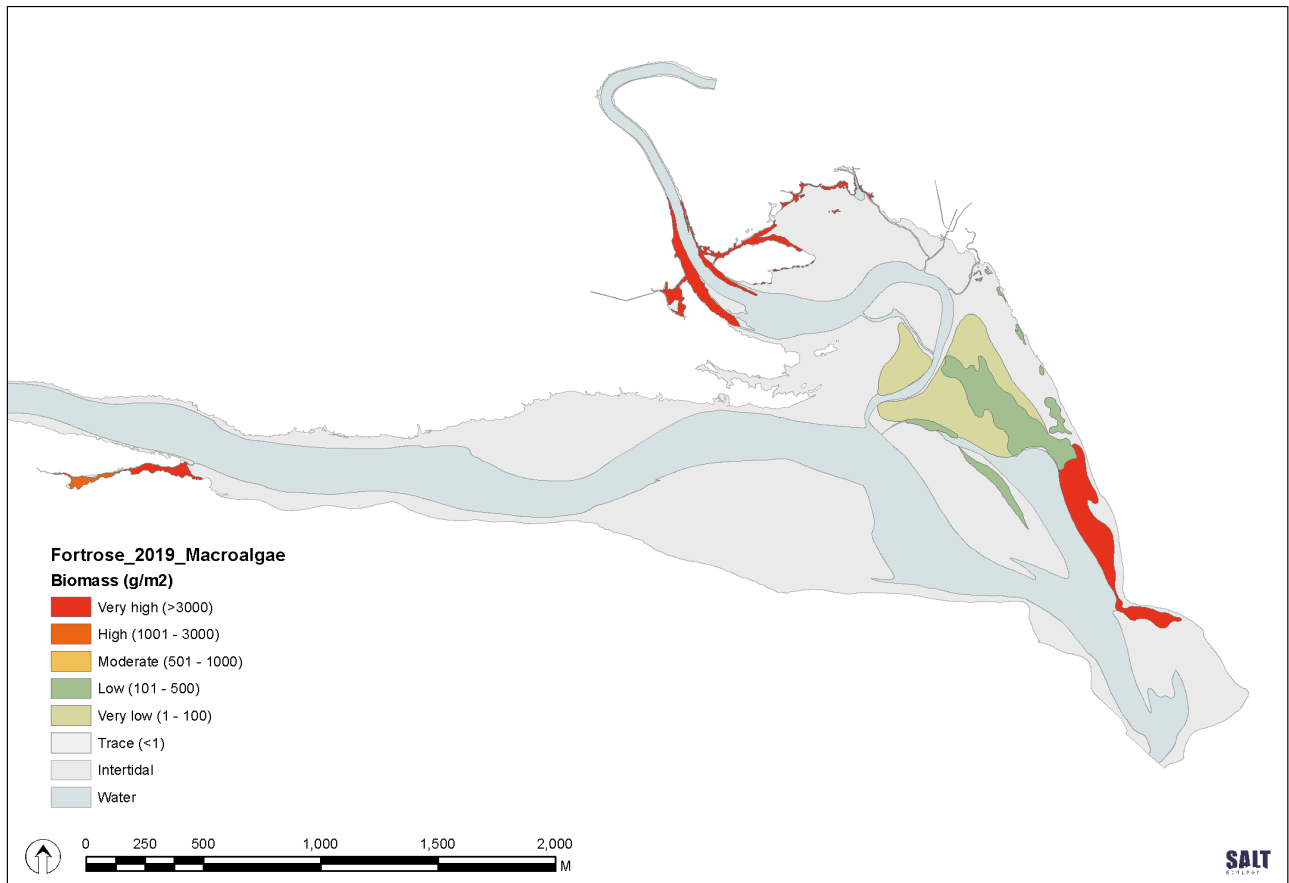 Fortrose_2019_Macroalgae
Biomass (g/m2)
Very high (>3000)
High (1001 - 3000)
Moderate (501 - 1000)
Low (101 - 500)
Very low (1 - 100)
Trace (<1)
Intertidal
Water
0 250 500 1,000 1,500 2,000
M
SALT
ECOLOGY